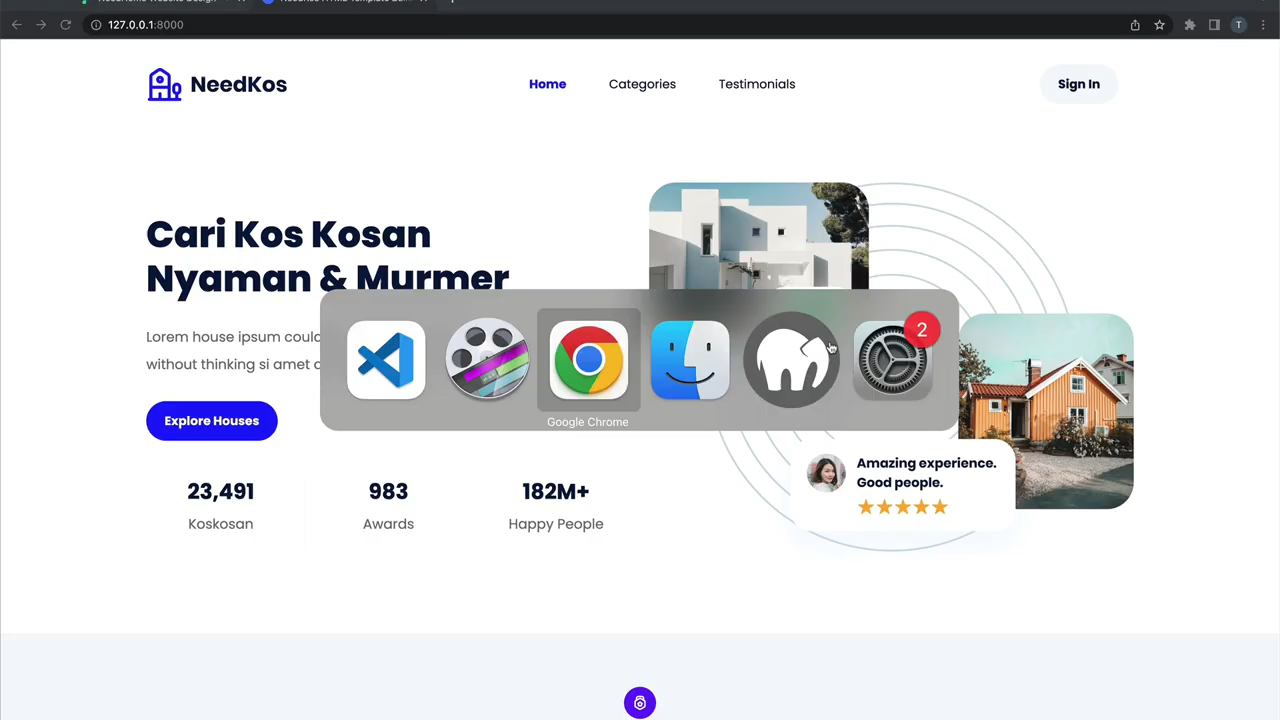 127.0.0.1:8000
T
NeedKos
Home
Categories
Testimonials
Sign In
Cari Kos Kosan
Nyaman & Murmer
Lorem house ipsum could
without thinking si amet
Explore Houses
2
Google Chrome
Amazing experience.
Good people.
23,491
983
182M+
Koskosan
Awards
Happy People